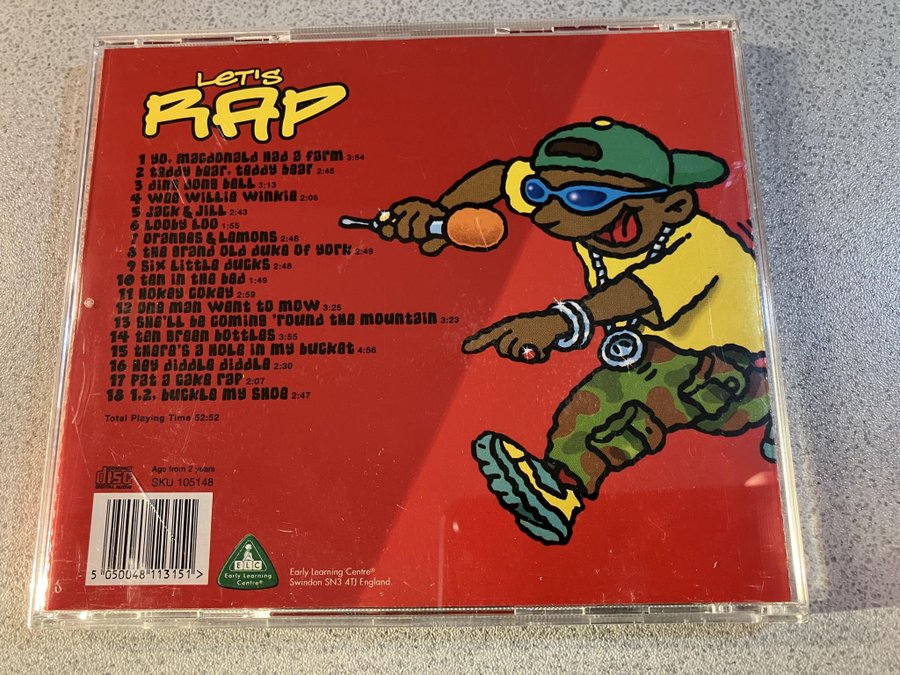 LET'S
RAP
1 Yo, MacDonald Had a Farm 3:54
2 Teddy Bear, Teddy Bear 2:45
3 Ding Dong Bell 3:13
4 Wee Willie Winkie 2:05
5 Jack & Jill 2:43
6 Looby Loo 1:55
7 Oranges & Lemons 2:48
8 The Grand Old Duke of York 2:49
9 Six Little Ducks 2:48
10 Ten in the Bed 1:49
11 Hokey Cokey 2:59
12 One Man Went to Mow 3:25
13 She'll Be Coming 'Round the Mountain 3:23
14 Ten Green Bottles 3:55
15 There's a Hole in My Bucket 4:56
16 Hey Diddle Diddle 2:30
17 Pat a Cake Rap 2:07
18 1,2, Buckle My Shoe 2:47
Total Playing Time 52:52
COMPACT
disc
DIGITAL AUDIO
Age from 2 years
SKU 105148
5 050048 113151 >
ELC
Early Learning
Centre®
Early Learning Centre®
Swindon SN3 4TJ England.